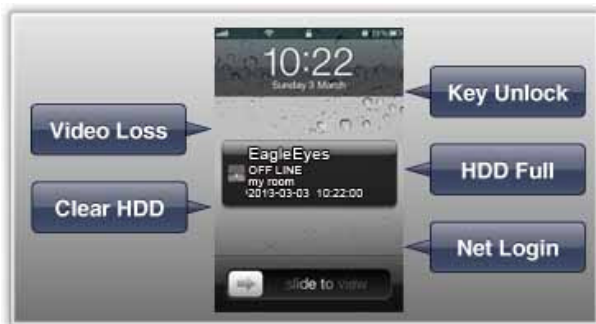 10:22
Sunday 3 March
Video Loss
Key Unlock
EagleEyes
OFF LINE
my room
2013-03-03 10:22:00
HDD Full
Clear HDD
Net Login
slide to view